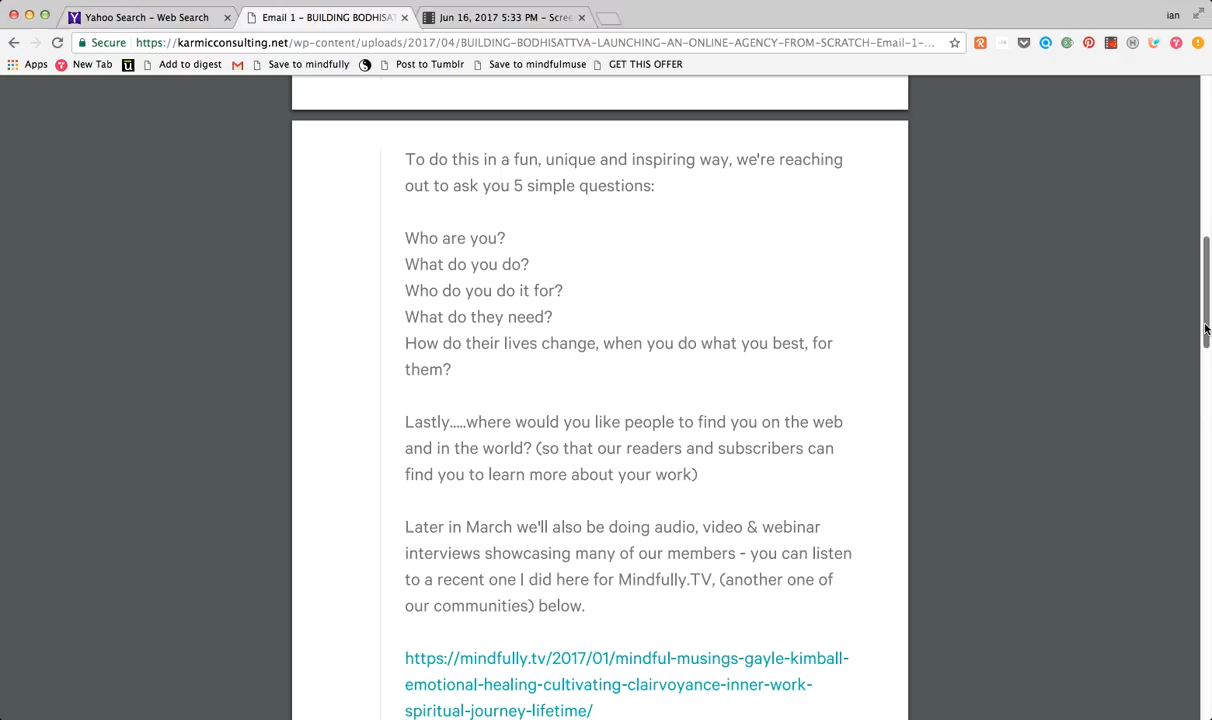 Yahoo Search - Web Search
Email 1 - BUILDING BODHISAT
Jun 16, 2017 5:33 PM - Scre
ian
Secure
https://karmicconsulting.net/wp-content/uploads/2017/04/BUILDING-BODHISATTVA-LAUNCHING-AN-ONLINE-AGENCY-FROM-SCRATCH-Email-1-...
Apps
New Tab
Add to digest
Save to mindfully
Post to Tumblr
Save to mindfulmuse
GET THIS OFFER
To do this in a fun, unique and inspiring way, we're reaching
out to ask you 5 simple questions:
Who are you?
What do you do?
Who do you do it for?
What do they need?
How do their lives change, when you do what you best, for
them?
Lastly.....where would you like people to find you on the web
and in the world? (so that our readers and subscribers can
find you to learn more about your work)
Later in March we'll also be doing audio, video & webinar
interviews showcasing many of our members - you can listen
to a recent one I did here for Mindfully.TV, (another one of
our communities) below.
https://mindfully.tv/2017/01/mindful-musings-gayle-kimball-
emotional-healing-cultivating-clairvoyance-inner-work-
spiritual-journey-lifetime/